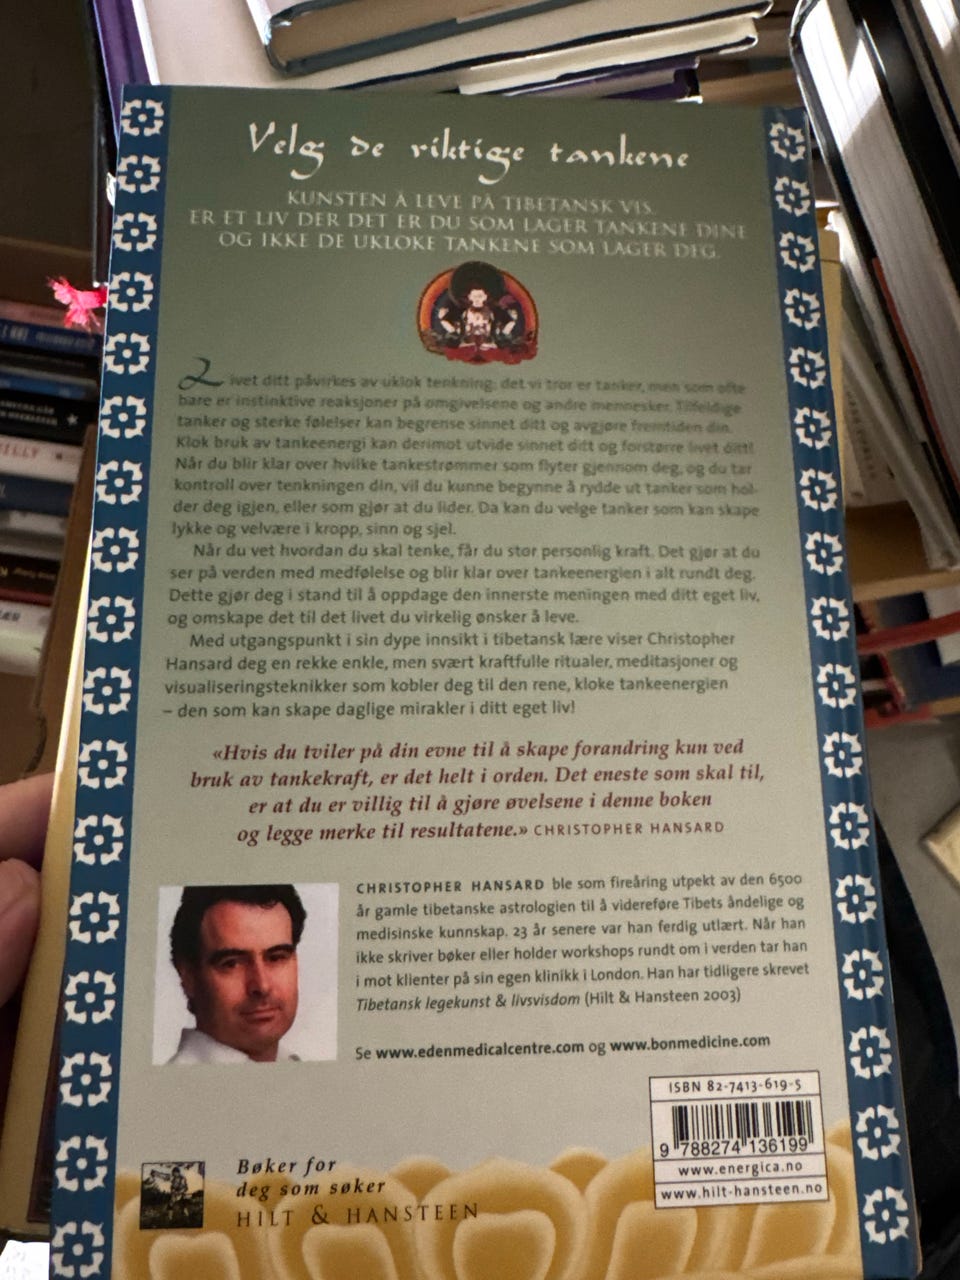 Velg de riktige tankene
KUNSTEN Å LEVE PÅ TIBETANSK VIS.
ER ET LIV DER DET ER DU SOM LAGER TANKENE DINE
OG IKKE DE UKLOKE TANKENE SOM LAGER DEG.
Livet ditt påvirkes av uklok tenkning; det vi tror er tanker, men som ofte
bare er instinktive reaksjoner på omgivelsene og andre mennesker. Tilfeldige
tanker og sterke følelser kan begrense sinnet ditt og avgjøre fremtiden din.
Klok bruk av tankeenergi kan derimot utvide sinnet ditt og forstørre livet ditt!
Når du blir klar over hvilke tankestrømmer som flyter gjennom deg, og du tar
kontroll over tenkningen din, vil du kunne begynne å rydde ut tanker som hol-
der deg igjen, eller som gjør at du lider. Da kan du velge tanker som kan skape
lykke og velvære i kropp, sinn og sjel.
Når du vet hvordan du skal tenke, får du stor personlig kraft. Det gjør at du
ser på verden med medfølelse og blir klar over tankeenergien i alt rundt deg.
Dette gjør deg i stand til å oppdage den innerste meningen med ditt eget liv,
og omskape det til det livet du virkelig ønsker å leve.
Med utgangspunkt i sin dype innsikt i tibetansk lære viser Christopher
Hansard deg en rekke enkle, men svært kraftfulle ritualer, meditasjoner og
visualiseringsteknikker som kobler deg til den rene, kloke tankeenergien
– den som kan skape daglige mirakler i ditt eget liv!
«Hvis du tviler på din evne til å skape forandring kun ved
bruk av tankekraft, er det helt i orden. Det eneste som skal til,
er at du er villig til å gjøre øvelsene i denne boken
og legge merke til resultatene.» CHRISTOPHER HANSARD
CHRISTOPHER HANSARD ble som fireåring utpekt av den 6500
år gamle tibetanske astrologien til å videreføre Tibets åndelige og
medisinske kunnskap. 23 år senere var han ferdig utlært. Når han
ikke skriver bøker eller holder workshops rundt om i verden tar han
i mot klienter på sin egen klinikk i London. Han har tidligere skrevet
Tibetansk legekunst & livsvisdom (Hilt & Hansteen 2003)
Se www.edenmedicalcentre.com og www.bonmedicine.com
ISBN 82-7413-619-5
9 788274 136199
www.energica.no
www.hilt-hansteen.no
Bøker for
deg som søker
HILT & HANSTEEN